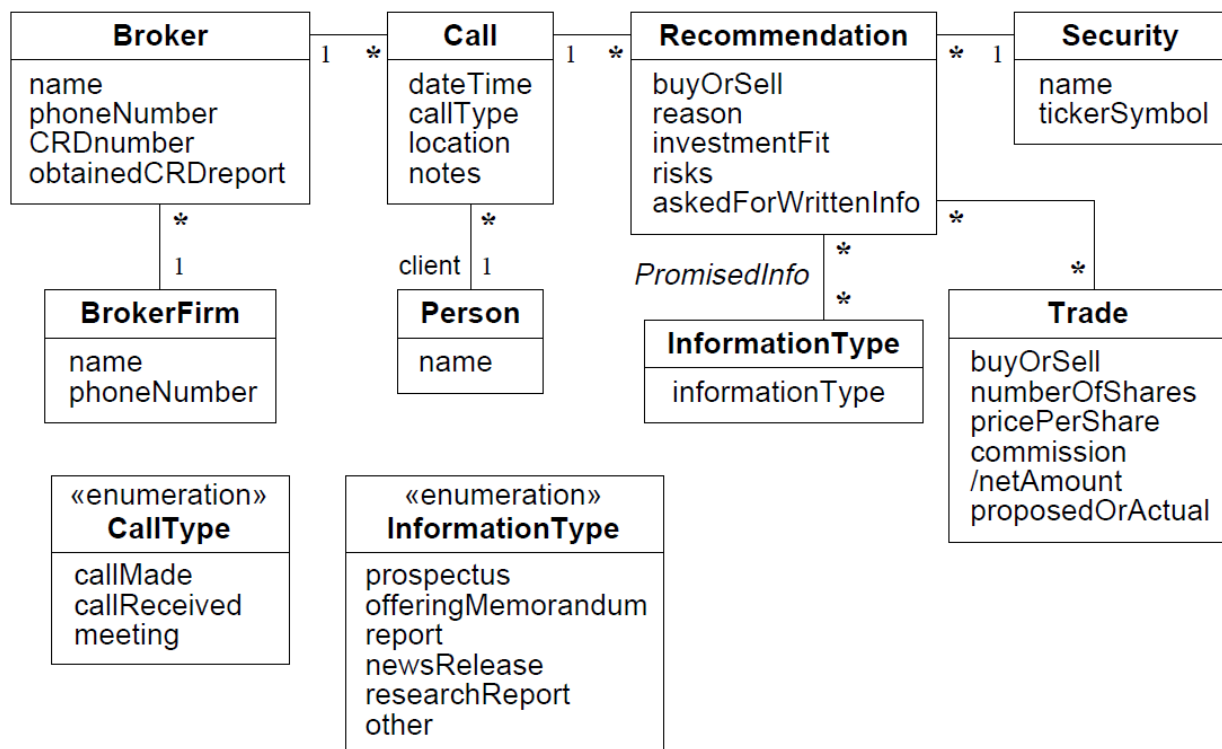 Broker
name
phoneNumber
CRDnumber
obtainedCRDreport
1
*
Call
dateTime
callType
location
notes
1
*
Recommendation
buyOrSell
reason
investmentFit
risks
askedForWrittenInfo
*
1
Security
name
tickerSymbol
*
1
BrokerFirm
name
phoneNumber
*
client 1
Person
name
*
PromisedInfo
*
InformationType
informationType
*
*
Trade
buyOrSell
numberOfShares
pricePerShare
commission
/netAmount
proposedOrActual
«enumeration»
CallType
callMade
callReceived
meeting
«enumeration»
InformationType
prospectus
offeringMemorandum
report
newsRelease
researchReport
other